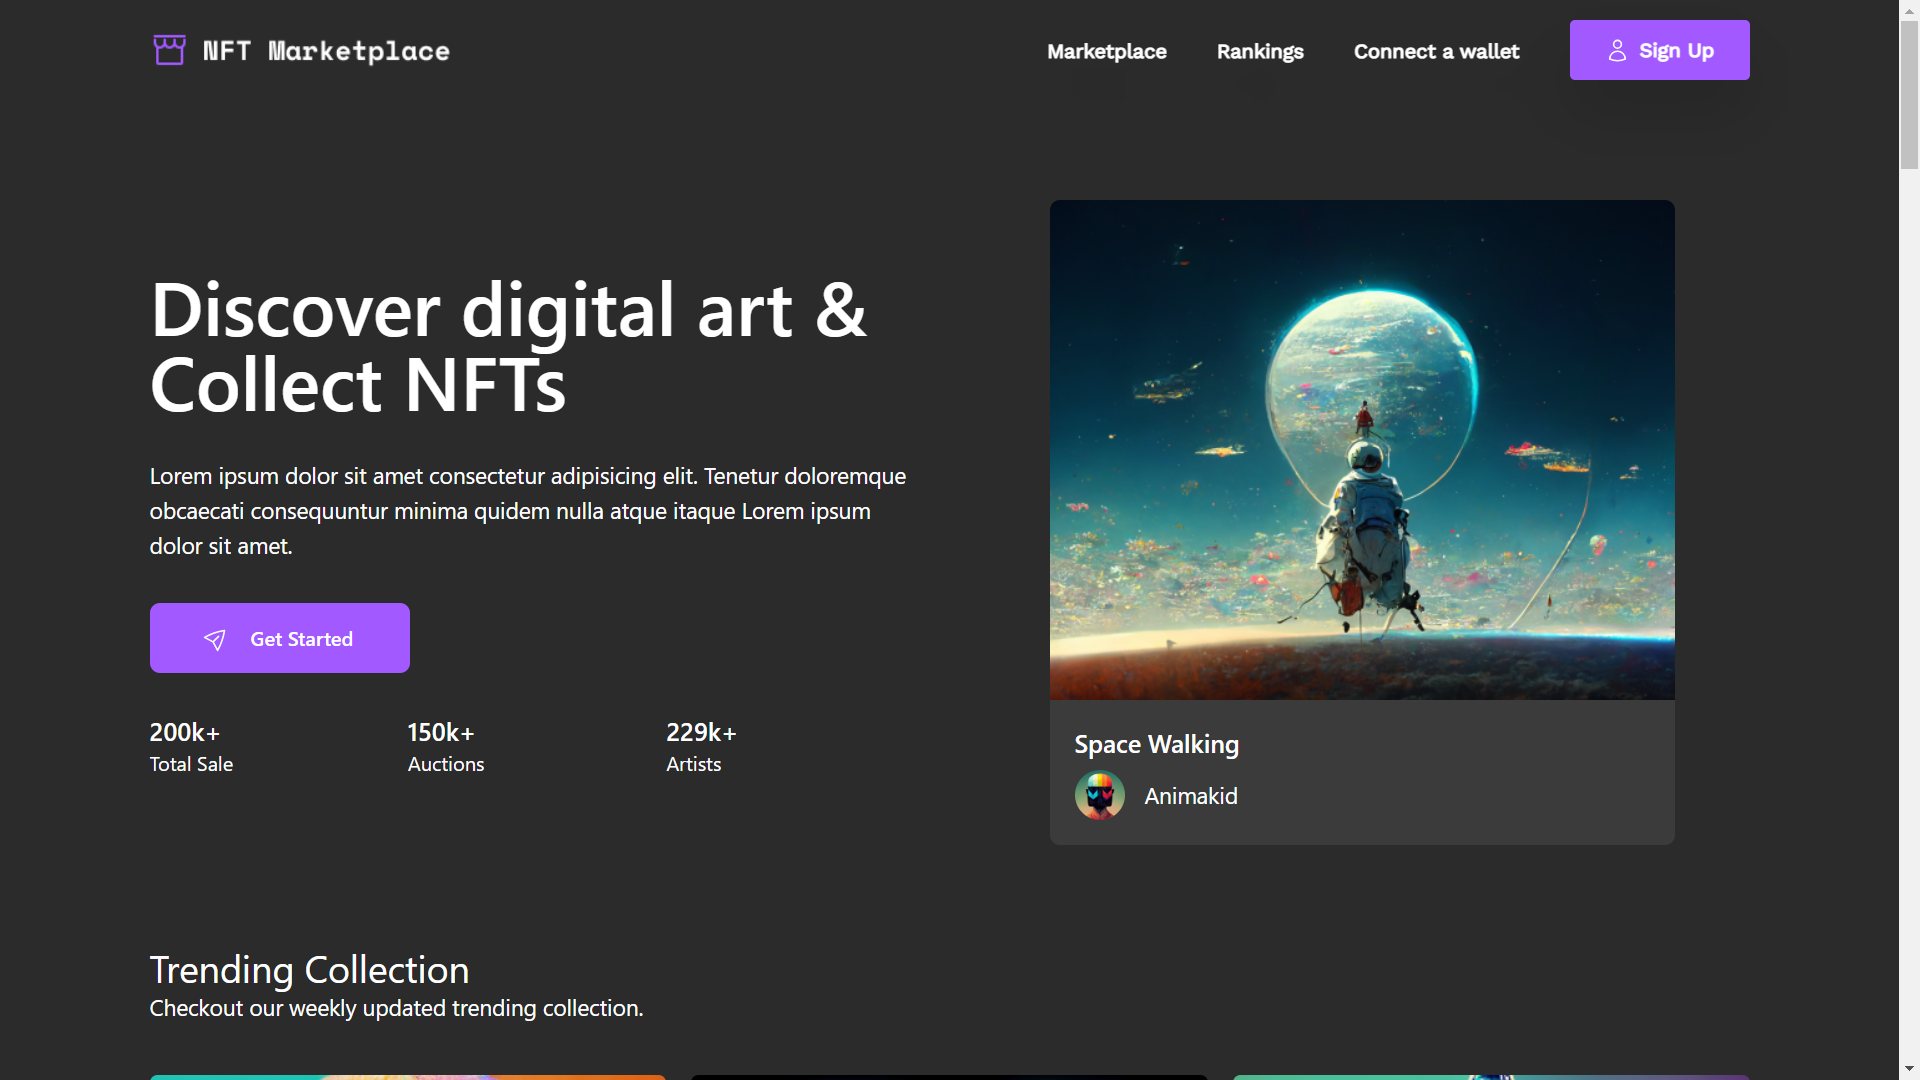 NFT Marketplace
Marketplace
Rankings
Connect a wallet
Sign Up
Discover digital art &
Collect NFTs
Lorem ipsum dolor sit amet consectetur adipisicing elit. Tenetur doloremque
obcaecati consequuntur minima quidem nulla atque itaque Lorem ipsum
dolor sit amet.
Get Started
200k+
Total Sale
150k+
Auctions
229k+
Artists
Space Walking
Animakid
Trending Collection
Checkout our weekly updated trending collection.